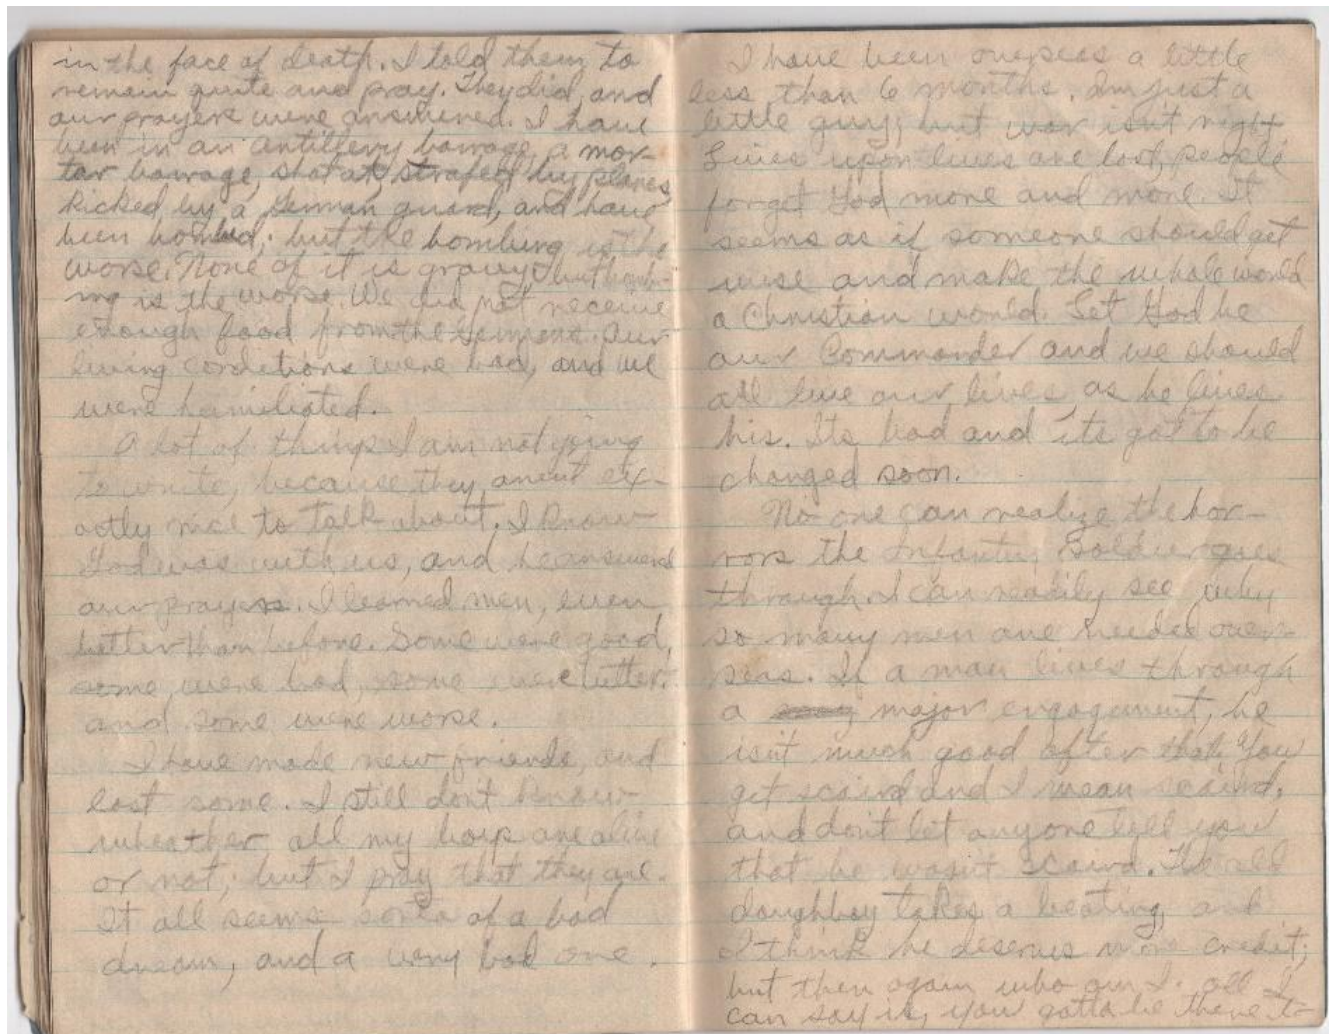 in the face of death. I told them to
remain quite and pray. They did, and
our prayers were answered. I have
been in an artillery barrage, a mor-
tar barrage, shot at, strafed by planes,
kicked by a German guard, and have
been bombed; but the bombing is the
worse. None of it is gravy, but bomb-
ing is the worse. We did not receive
enough food from the Germans. Our
living conditions were bad, and we
were hamiliated.
A lot of things I am not going
to write, because they arent ex-
actly nice to talk about. I know
God was with us, and he answered
our prayers. I learned men, even
better than before. Some were good,
some were bad, some were better.
and some were worse.
I have made new friends, and
lost some. I still don't know
wheather all my boys are alive
or not; but I pray that they are.
It all seems sorta of a bad
dream, and a very bad one.
I have been overseas a little
less than 6 months. Im just a
little guy, but war isn't right
Lives upon lives are lost, people
forget God more and more. It
seems as if someone should get
wise and make the whole world
a Christian world. Let God be
our Commander and we should
all live our lives as he lives
his. Its bad and its got to be
changed soon.
No one can realize the hor-
rors the Infantry Soldier goes
through. I can readily see why
so many men are needed over-
seas. If a man lives through
a major engagement, he
isn't much good after that. You
get scaird and I mean scaird,
and don't let anyone tell you
that he wasn't scaird. The old
doughboy takes a beating, and
I think he deserves more credit;
but then again who am I. all I
can say is, you gotta be there to